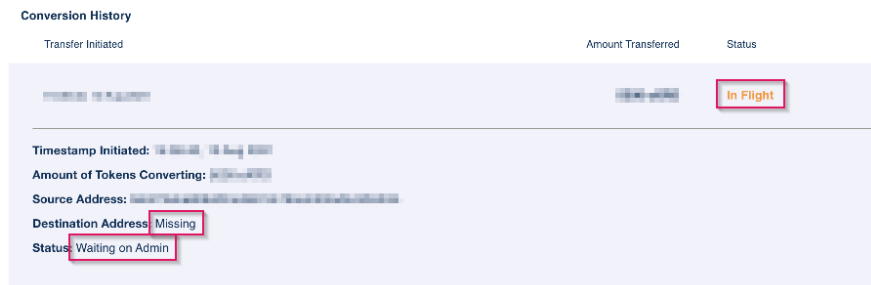 Conversion History
Transfer Initiated Amount Transferred Status
In Flight
Timestamp Initiated:
Amount of Tokens Converting:
Source Address:
Destination Address: Missing
Status: Waiting on Admin